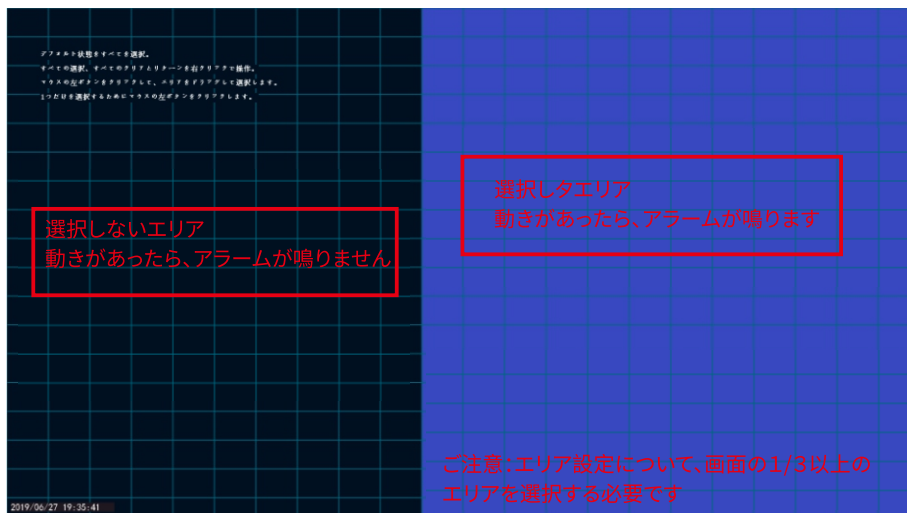 デフォルト状態をすべてを選択。
すべての選択、すべてのクリアとリターンを右クリアクで操作。
マウスの左ボタンをクリアクして、エリアをドラアグして選択します。
1つだけを選択するためにマウスの左ボタンをクリアクします。
選択しないエリア
動きがあったら、アラームが鳴りません
選択しタエリア
動きがあったら、アラームが鳴ります
ご注意:エリア設定について、画面の1/3以上の
エリアを選択する必要です
2019/06/27 19:35:41